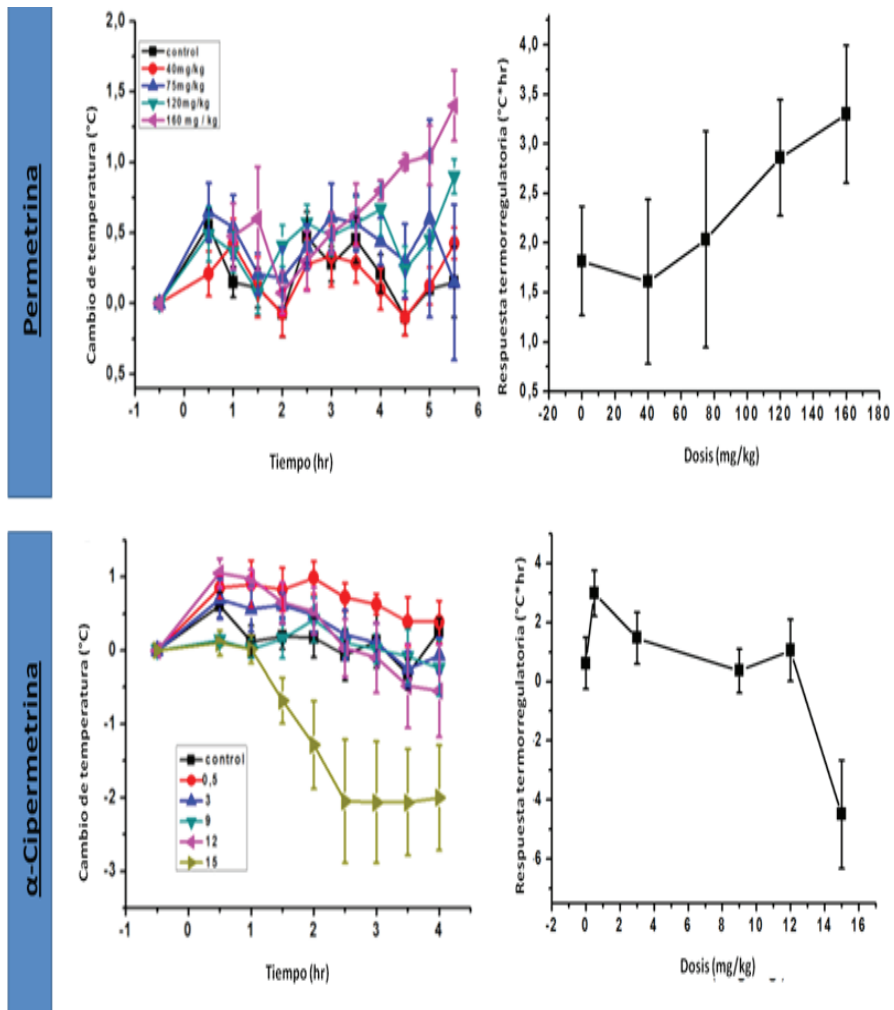 Permetrina
Cambio de temperatura (°C)
2,0
1,5
1,0
0,5
0,0
0,5
control
40mg/kg
75mg/kg
120mg/kg
160 mg / kg
0 1 2 3 4 5 6
Tiempo (hr)
Respuesta termorregulatoria (°C*hr)
4,0
3,5
3,0
2,5
2,0
1,5
1,0
0,5
-20 0 20 40 60 80 100 120 140 160 180
Dosis (mg/kg)
α-Cipermetrina
Cambio de temperatura (°C)
1
0
-1
-2
-3
control
0,5
3
9
12
15
-1 0 1 2 3 4
Tiempo (hr)
Respuesta termorregulatoria (°C*hr)
4
2
0
2
4
6
-2 0 2 4 6 8 10 12 14 16
Dosis (mg/kg)